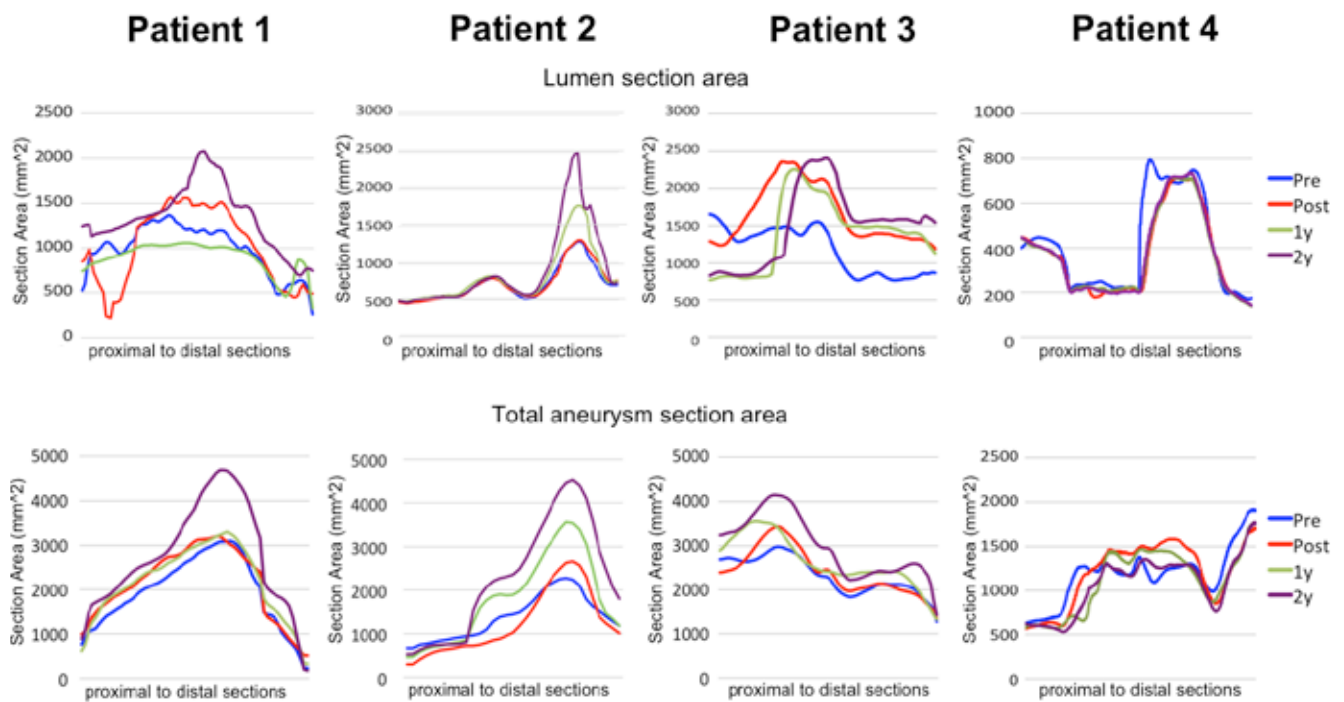 Patient 1 Patient 2 Patient 3 Patient 4
Lumen section area
Section Area (mm^2)
2500
2000
1500
1000
500
0
proximal to distal sections
Section Area (mm^2)
3000
2500
2000
1500
1000
500
0
proximal to distal sections
Section Area (mm^2)
3000
2500
2000
1500
1000
500
0
proximal to distal sections
Section Area (mm^2)
1000
800
600
400
200
0
proximal to distal sections
Pre
Post
1y
2y
Total aneurysm section area
Section Area (mm^2)
5000
4000
3000
2000
1000
0
proximal to distal sections
Section Area (mm^2)
5000
4000
3000
2000
1000
0
proximal to distal sections
Section Area (mm^2)
5000
4000
3000
2000
1000
0
proximal to distal sections
Section Area (mm^2)
2500
2000
1500
1000
500
0
proximal to distal sections
Pre
Post
1y
2y